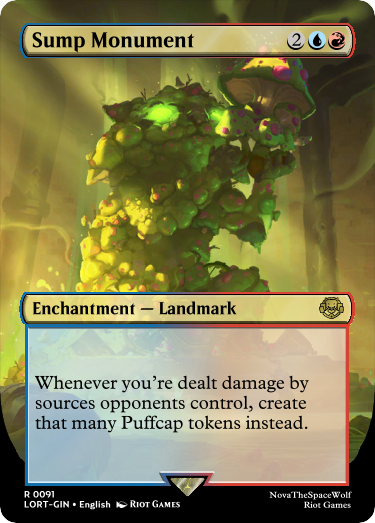 Sump Monument 2
Enchantment — Landmark
Whenever you're dealt damage by
sources opponents control, create
that many Puffcap tokens instead.
R 0091 NovaTheSpaceWolf
LORT-GIN • English RIOT GAMES Riot Games